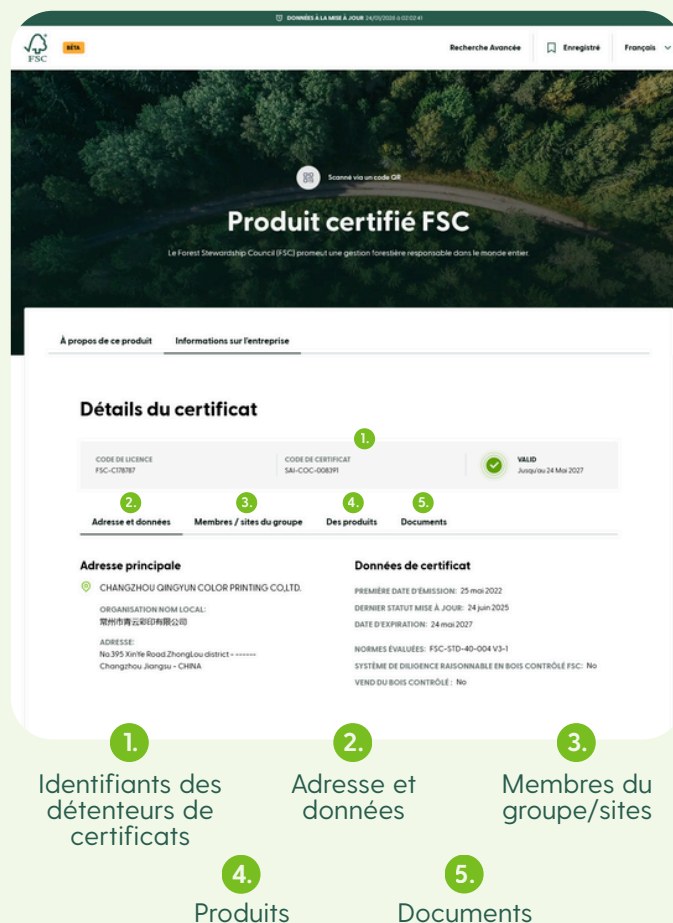 DONNÉES À LA MISE À JOUR 24/01/2026 à 02:02:41
FSC
BÉTA
Recherche Avancée
Enregistré
Français
Scanné via un code QR
Produit certifié FSC
Le Forest Stewardship Council (FSC) promeut une gestion forestière responsable dans le monde entier.
À propos de ce produit
Informations sur l'entreprise
Détails du certificat
1.
CODE DE LICENCE
FSC-C178787
CODE DE CERTIFICAT
SAI-COC-008391
VALID
Jusqu'au 24 Mai 2027
2.
3.
4.
5.
Adresse et données
Membres / sites du groupe
Des produits
Documents
Adresse principale
CHANGZHOU QINGYUN COLOR PRINTING CO.,LTD.
ORGANISATION NOM LOCAL:
常州市青云彩印有限公司
ADRESSE:
No.395 XinYe Road ZhongLou district - ------
Changzhou Jiangsu - CHINA
Données de certificat
PREMIÈRE DATE D'ÉMISSION: 25 mai 2022
DERNIER STATUT MISE À JOUR: 24 juin 2025
DATE D'EXPIRATION: 24 mai 2027
NORMES ÉVALUÉES: FSC-STD-40-004 V3-1
SYSTÈME DE DILIGENCE RAISONNABLE EN BOIS CONTRÔLÉ FSC: No
VEND DU BOIS CONTRÔLÉ : No
1.
Identifiants des
détenteurs de
certificats
2.
Adresse et
données
3.
Membres du
groupe/sites
4.
Produits
5.
Documents